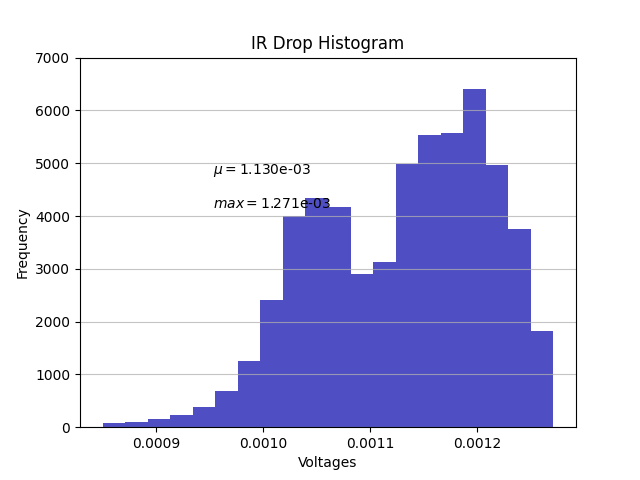 IR Drop Histogram
7000
6000
5000
4000
3000
2000
1000
0
Frequency
μ = 1.130e-03
max = 1.271e-03
0.0009 0.0010 0.0011 0.0012
Voltages